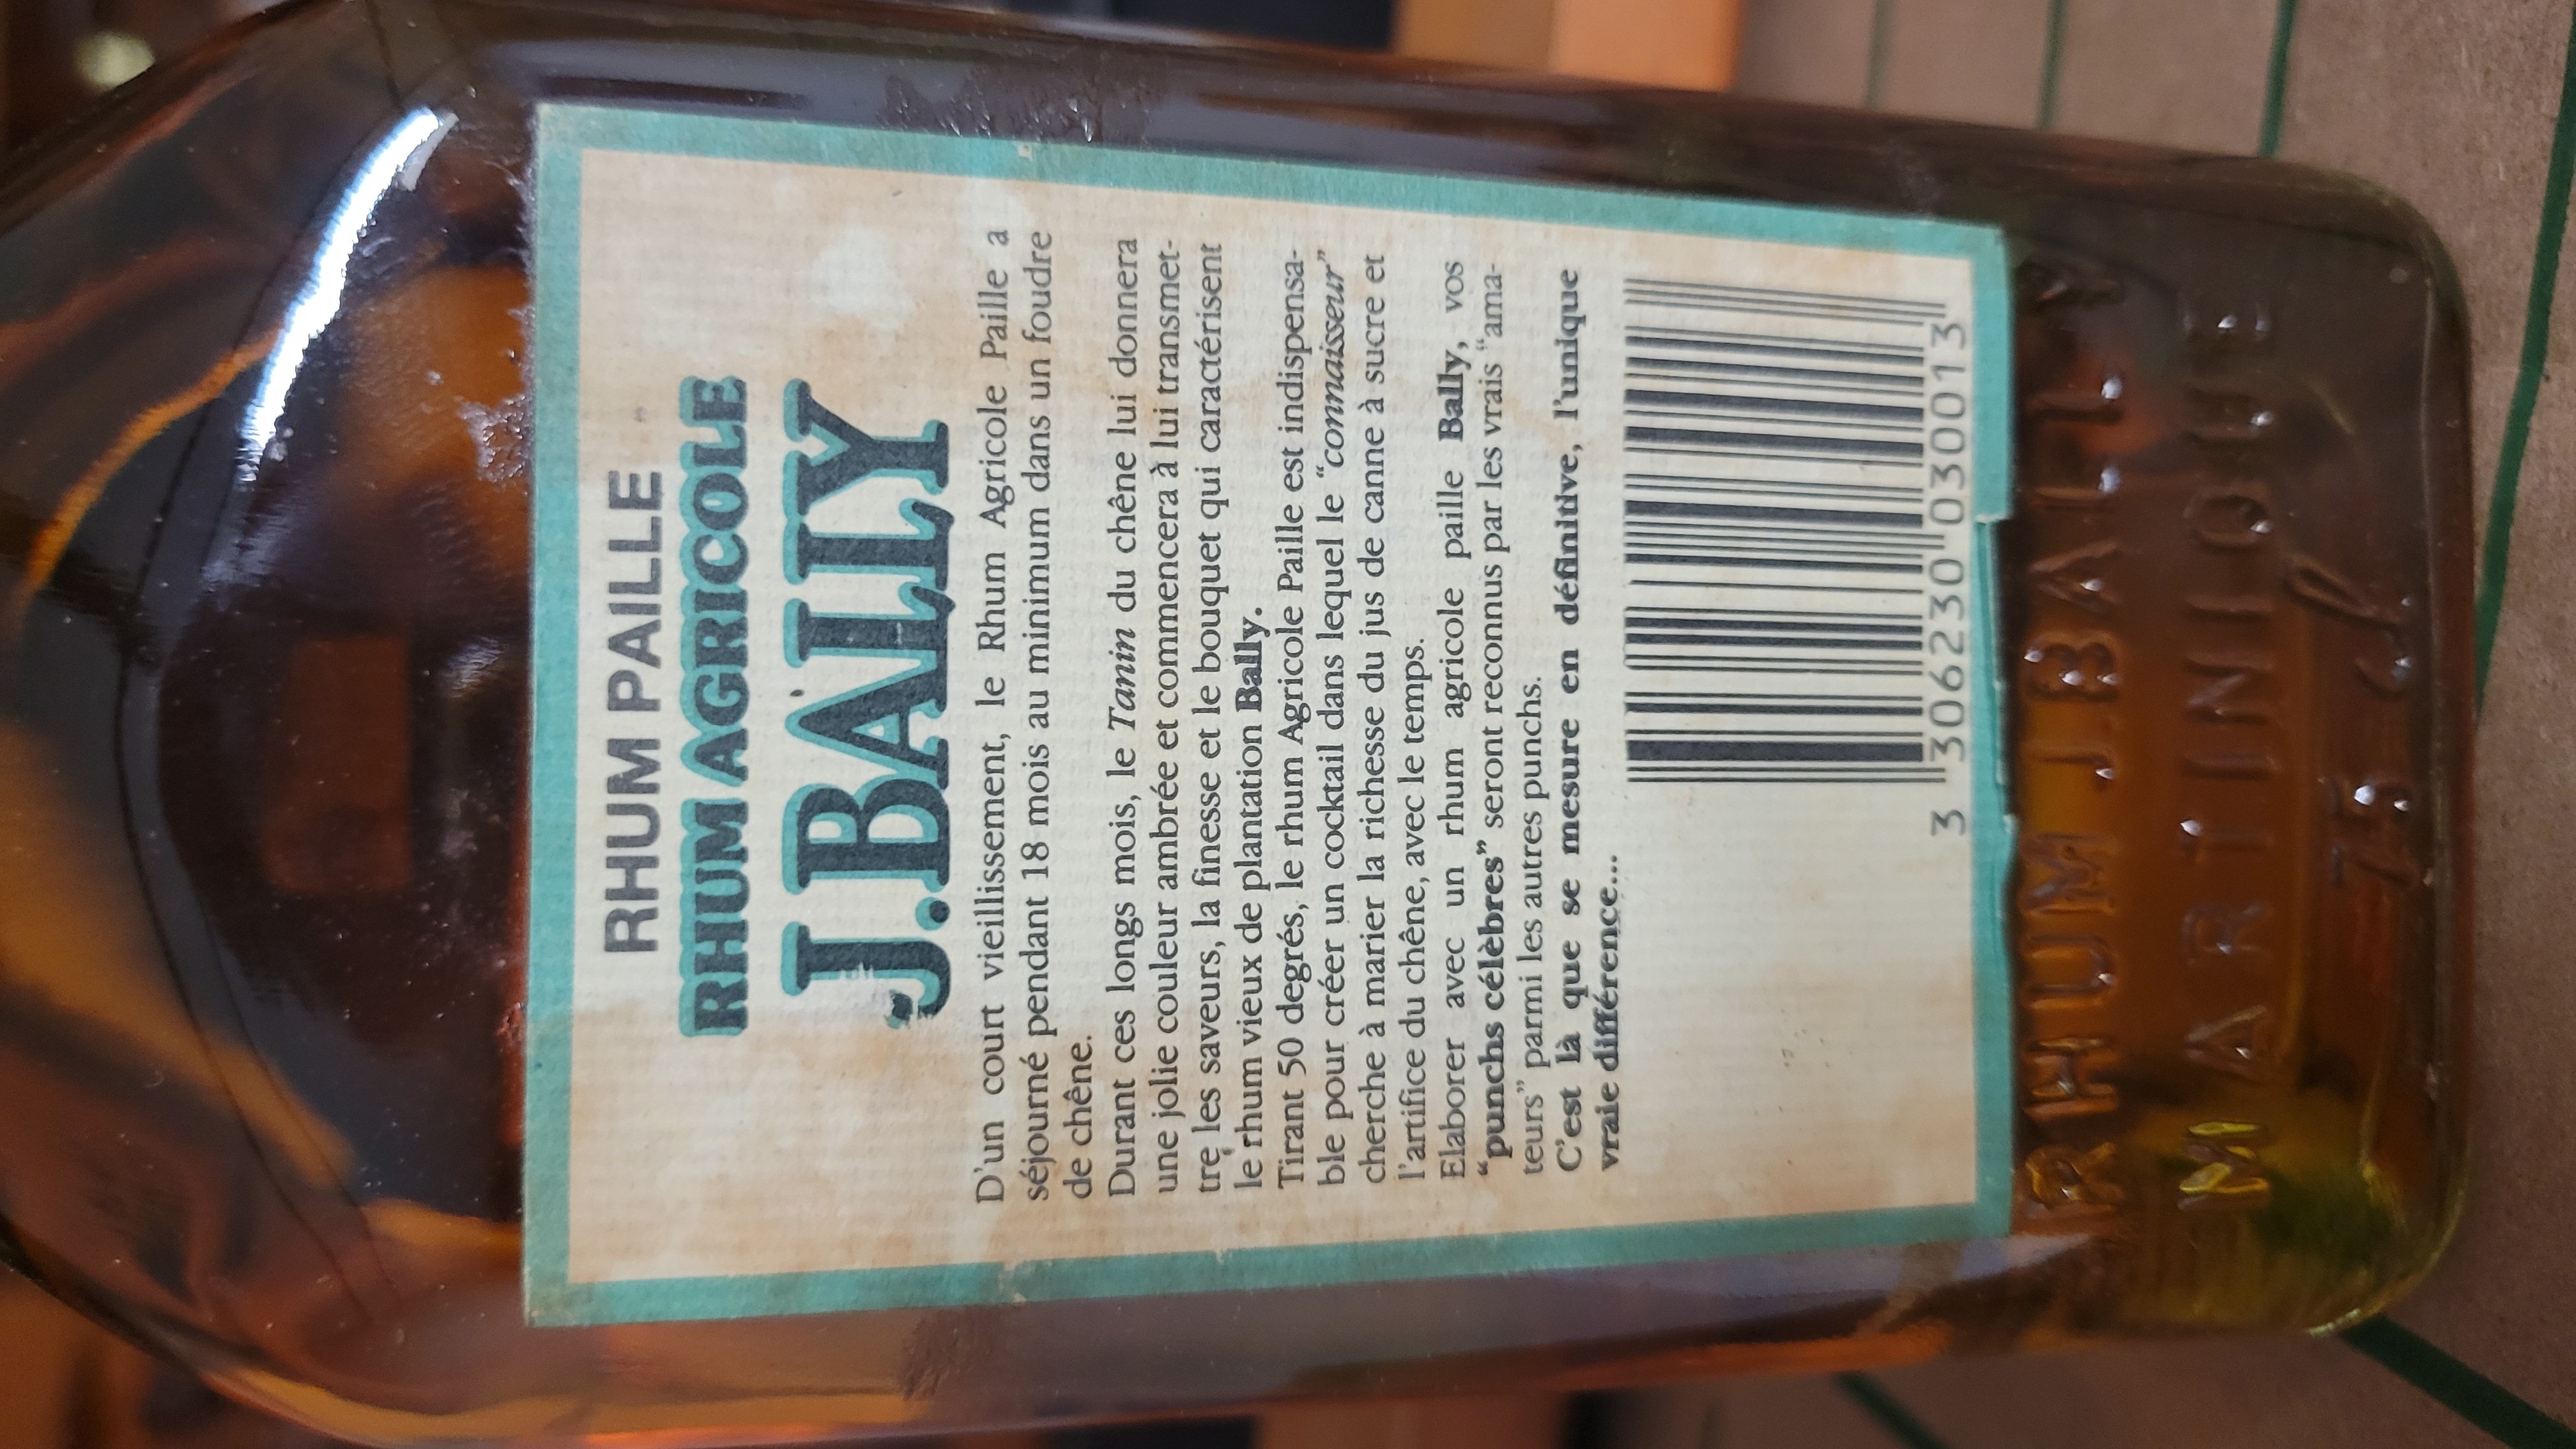 RHUM PAILLE
RHUM AGRICOLE
J.BALLY
D'un court vieillissement, le Rhum Agricole Paille a
séjourné pendant 18 mois au minimum dans un foudre
de chêne.
Durant ces longs mois, le Tanin du chêne lui donnera
une jolie couleur ambrée et commencera à lui transmet-
tre les saveurs, la finesse et le bouquet qui caractérisent
le rhum vieux de plantation Bally.
Tirant 50 degrés, le rhum Agricole Paille est indispensa-
ble pour créer un cocktail dans lequel le "connaisseur"
cherche à marier la richesse du jus de canne à sucre et
l'artifice du chêne, avec le temps.
Elaborer avec un rhum agricole paille Bally, vos
"punchs célèbres" seront reconnus par les vrais "ama-
teurs" parmi les autres punchs.
C'est là que se mesure en définitive, l'unique
vraie différence...
3 306230 030013
RHUM J.BALLY
MARTINIQUE
75 cl